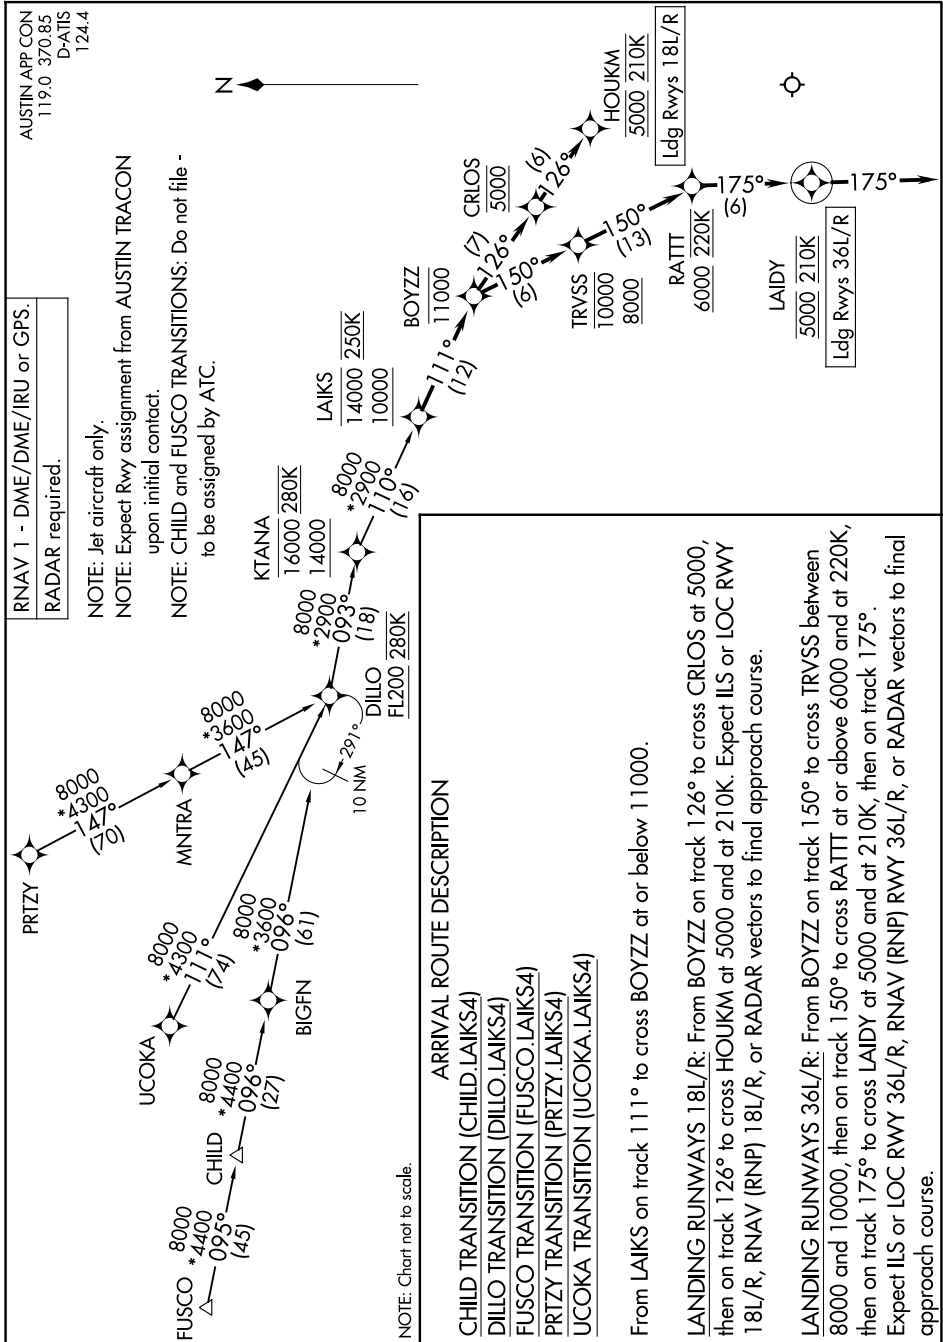 RNAV 1 - DME/DME/IRU or GPS.
RADAR required.
AUSTIN APP CON
119.0 370.85
D-ATIS
124.4
NOTE: Jet aircraft only.
NOTE: Expect Rwy assignment from AUSTIN TRACON
upon initial contact.
NOTE: CHILD and FUSCO TRANSITIONS: Do not file -
to be assigned by ATC.
N
PRTZY
8000
*4300
147°
(70)
MNTRA
8000
*3600
147°
(45)
UCOKA
8000
*4300
111°
(74)
FUSCO
8000
*4400
095°
(45)
CHILD
8000
*4400
096°
(27)
BIGFN
8000
*3600
096°
(61)
10 NM
291°
DILLO
FL200 280K
8000
*2900
093°
(18)
KTANA
16000 280K
14000
8000
*2900
110°
(16)
LAIKS
14000 250K
10000
111°
(12)
BOYZZ
11000
126°
(7)
CRLOS
5000
126°
(6)
HOUKM
5000 210K
Ldg Rwys 18L/R
150°
(6)
TRVSS
10000
8000
150°
(13)
RATTT
6000 220K
175°
(6)
LAIDY
5000 210K
Ldg Rwys 36L/R
175°
NOTE: Chart not to scale.
ARRIVAL ROUTE DESCRIPTION
CHILD TRANSITION (CHILD.LAIKS4)
DILLO TRANSITION (DILLO.LAIKS4)
FUSCO TRANSITION (FUSCO.LAIKS4)
PRTZY TRANSITION (PRTZY.LAIKS4)
UCOKA TRANSITION (UCOKA.LAIKS4)
From LAIKS on track 111° to cross BOYZZ at or below 11000.
LANDING RUNWAYS 18L/R: From BOYZZ on track 126° to cross CRLOS at 5000,
then on track 126° to cross HOUKM at 5000 and at 210K. Expect ILS or LOC RWY
18L/R, RNAV (RNP) 18L/R, or RADAR vectors to final approach course.
LANDING RUNWAYS 36L/R: From BOYZZ on track 150° to cross TRVSS between
8000 and 10000, then on track 150° to cross RATTT at or above 6000 and at 220K,
then on track 175° to cross LAIDY at 5000 and at 210K, then on track 175°.
Expect ILS or LOC RWY 36L/R, RNAV (RNP) RWY 36L/R, or RADAR vectors to final
approach course.